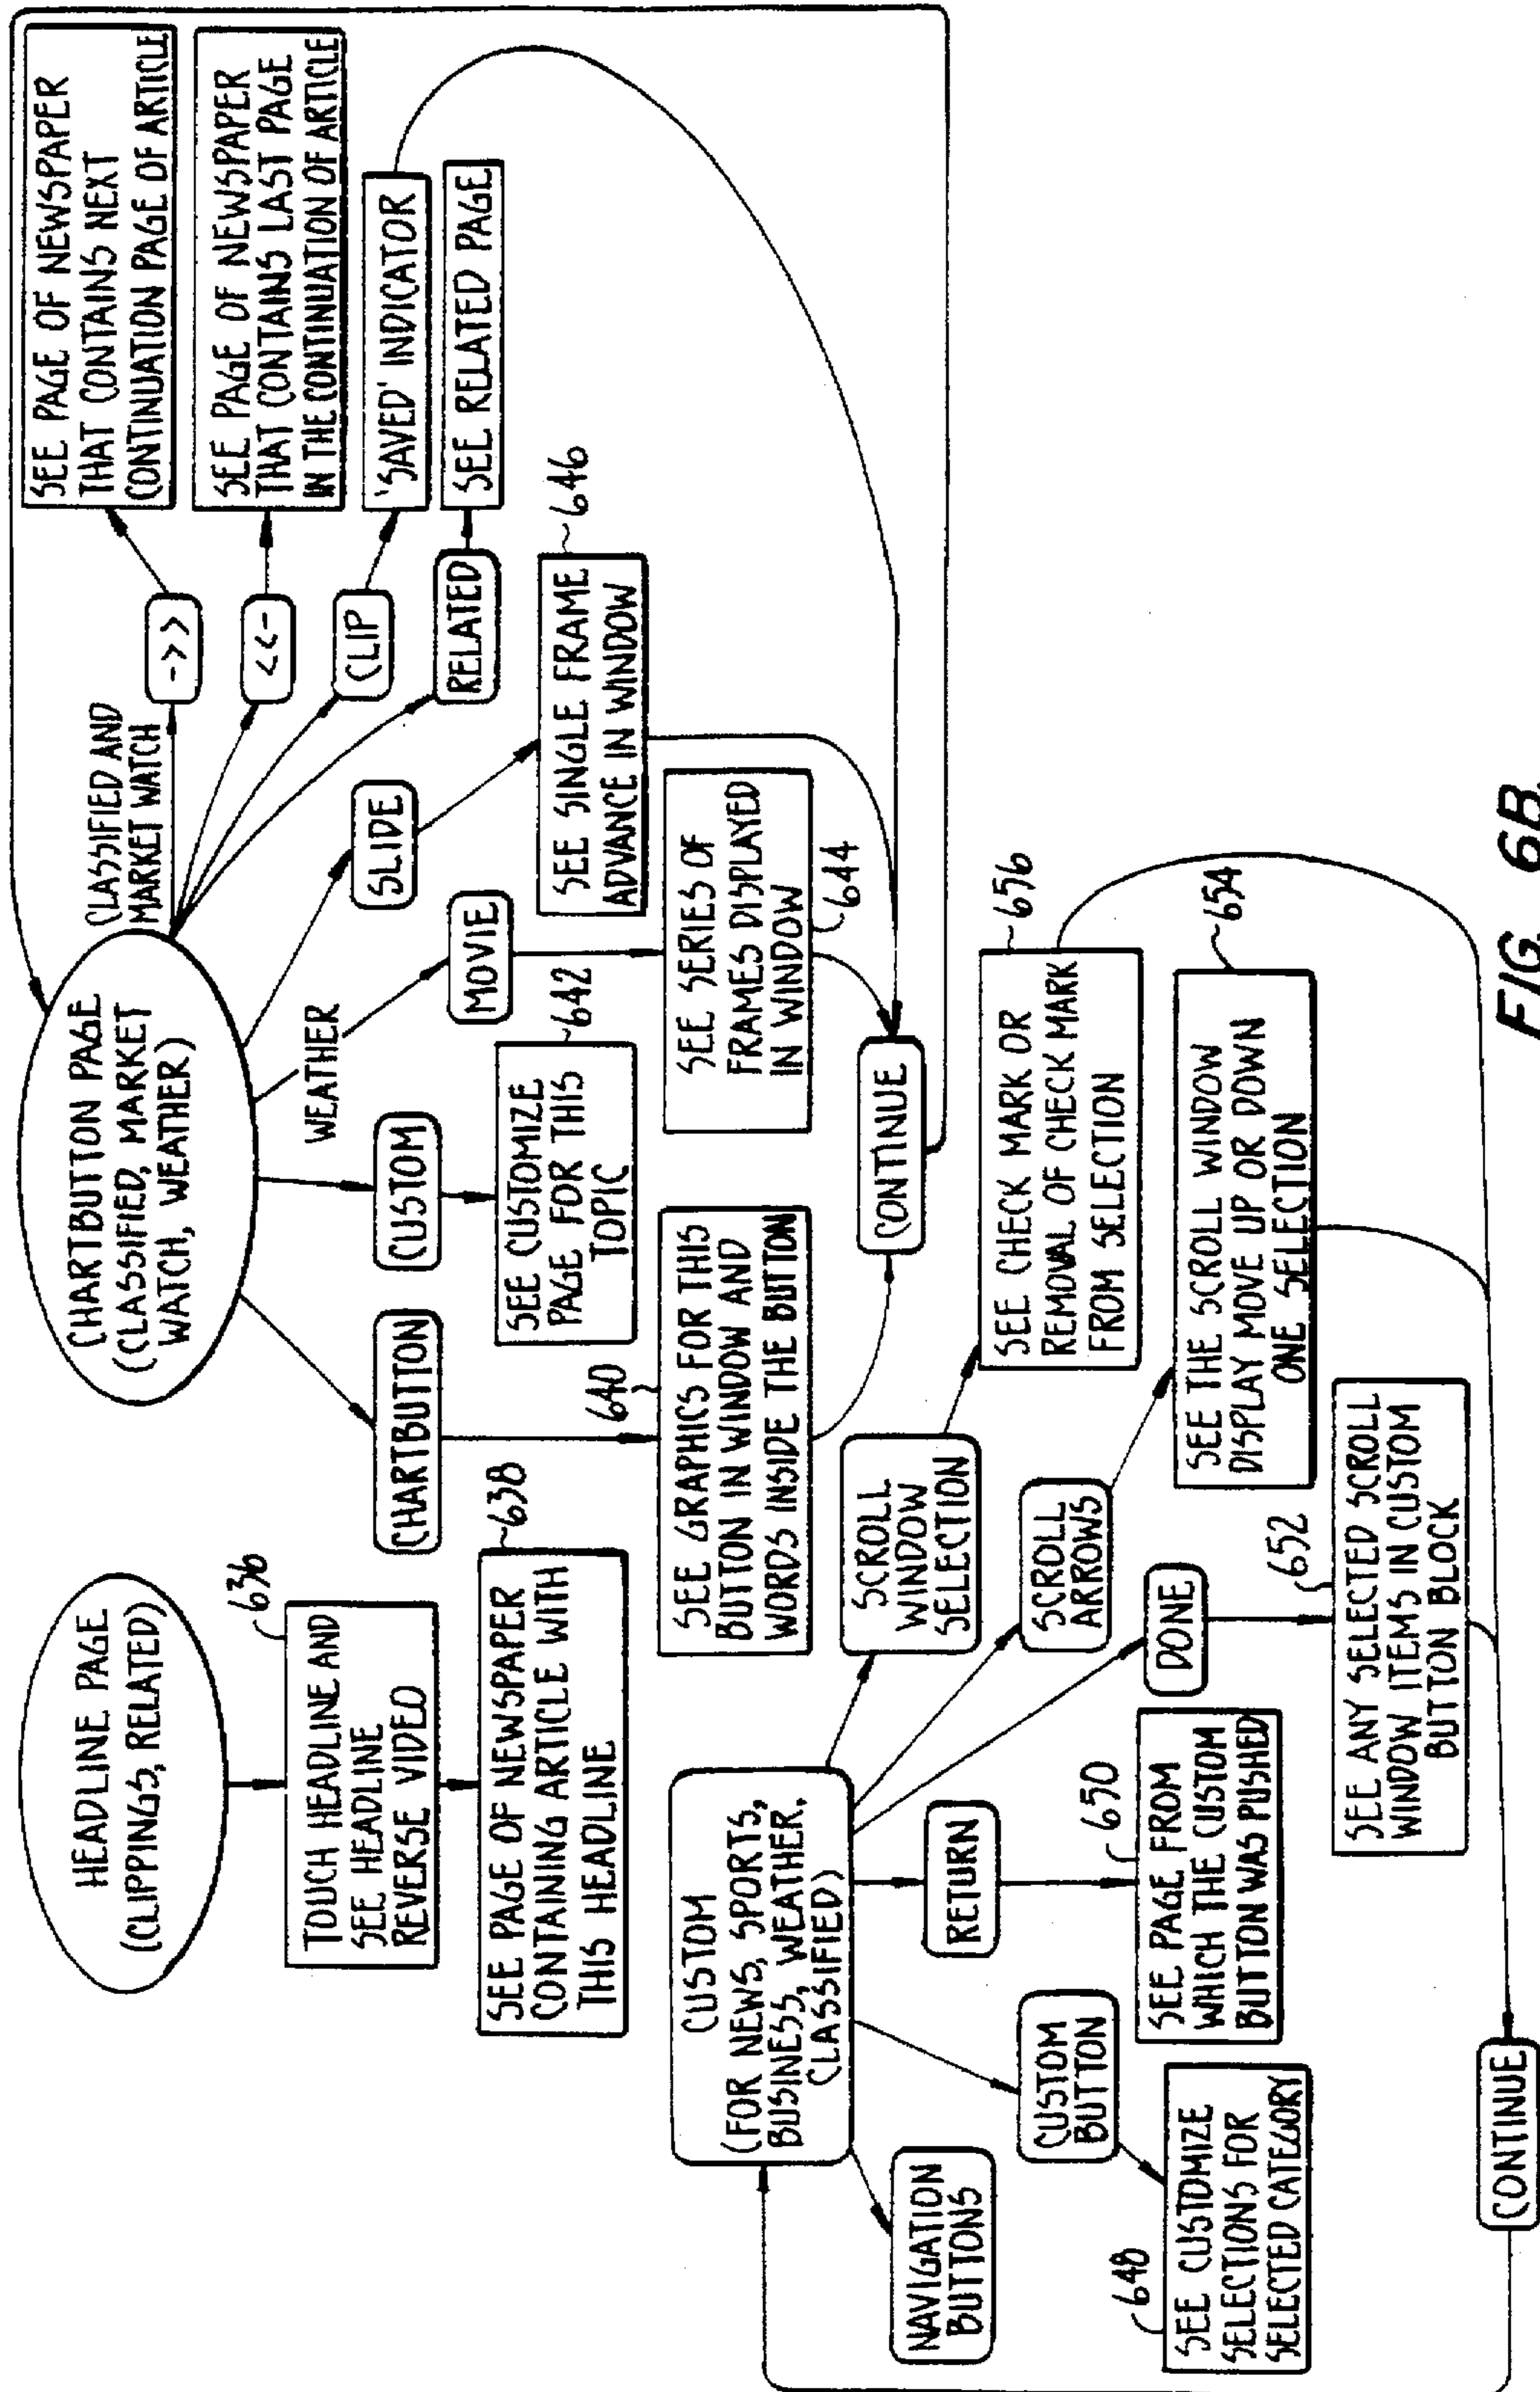 HEADLINE PAGE
(CLIPPINGS, RELATED)
636
TOUCH HEADLINE AND
SEE HEADLINE
REVERSE VIDEO
638
SEE PAGE OF NEWSPAPER
CONTAINING ARTICLE WITH
THIS HEADLINE
CHARTBUTTON PAGE
(CLASSIFIED, MARKET
WATCH, WEATHER)
CHARTBUTTON
640
SEE GRAPHICS FOR THIS
BUTTON IN WINDOW AND
WORDS INSIDE THE BUTTON
CUSTOM
642
SEE CUSTOMIZE
PAGE FOR THIS
TOPIC
WEATHER
MOVIE
SEE SERIES OF
FRAMES DISPLAYED
IN WINDOW
644
SLIDE
646
SEE SINGLE FRAME
ADVANCE IN WINDOW
CLASSIFIED AND
MARKET WATCH
->>
<<-
CLIP
RELATED
SEE PAGE OF NEWSPAPER
THAT CONTAINS NEXT
CONTINUATION PAGE OF ARTICLE
SEE PAGE OF NEWSPAPER
THAT CONTAINS LAST PAGE
IN THE CONTINUATION OF ARTICLE
'SAVED' INDICATOR
SEE RELATED PAGE
CONTINUE
CUSTOM
(FOR NEWS, SPORTS,
BUSINESS, WEATHER,
CLASSIFIED)
NAVIGATION
BUTTONS
CUSTOM
BUTTON
648
SEE CUSTOMIZE
SELECTIONS FOR
SELECTED CATEGORY
RETURN
650
SEE PAGE FROM
WHICH THE CUSTOM
BUTTON WAS PUSHED
DONE
652
SEE ANY SELECTED SCROLL
WINDOW ITEMS IN CUSTOM
BUTTON BLOCK
SCROLL
ARROWS
654
SEE THE SCROLL WINDOW
DISPLAY MOVE UP OR DOWN
ONE SELECTION
SCROLL
WINDOW
SELECTION
656
SEE CHECK MARK OR
REMOVAL OF CHECK MARK
FROM SELECTION
CONTINUE
FIG. 6B.